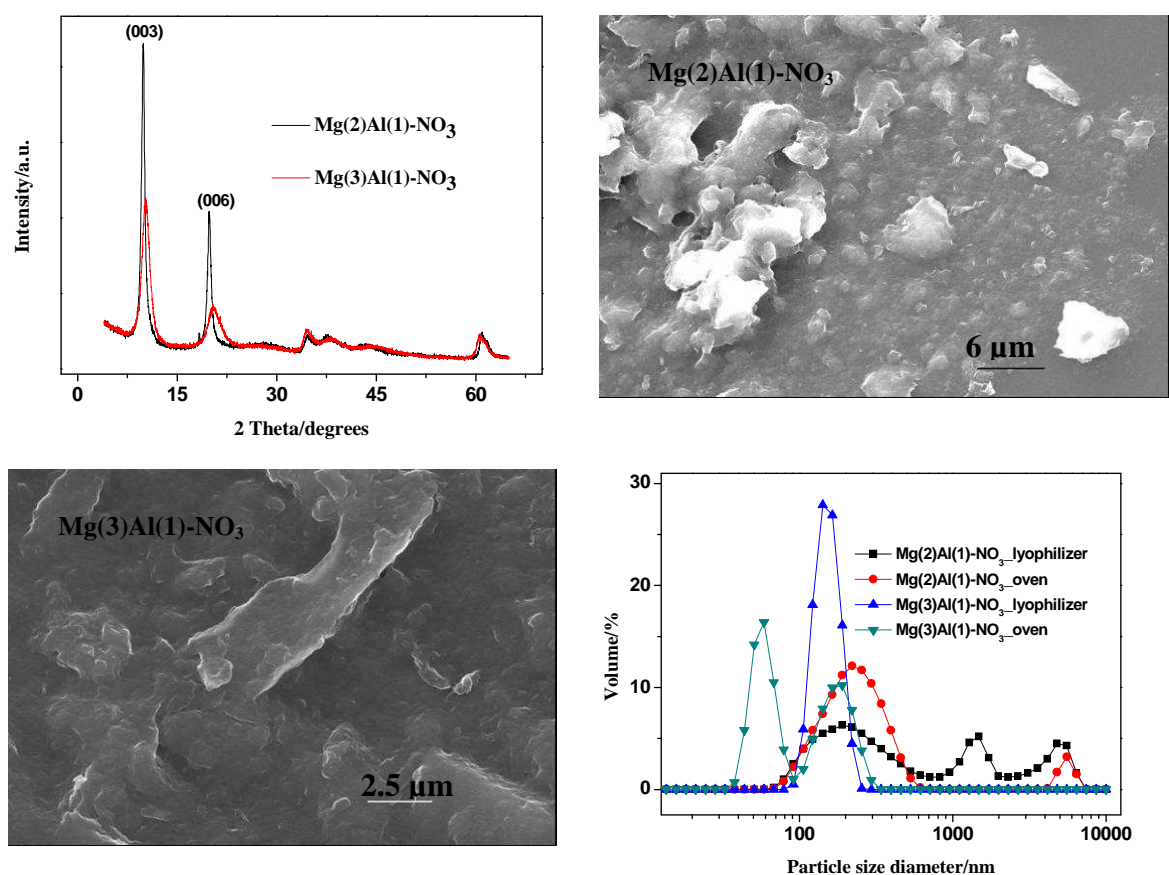 (003)
Mg(2)Al(1)-NO₃
Mg(3)Al(1)-NO₃
(006)
Intensity/a.u.
0 15 30 45 60
2 Theta/degrees
Mg(2)Al(1)-NO₃
6 µm
Mg(3)Al(1)-NO₃
2.5 µm
30
20
10
0
Volume/%
Mg(2)Al(1)-NO₃_lyophilizer
Mg(2)Al(1)-NO₃_oven
Mg(3)Al(1)-NO₃_lyophilizer
Mg(3)Al(1)-NO₃_oven
100 1000 10000
Particle size diameter/nm